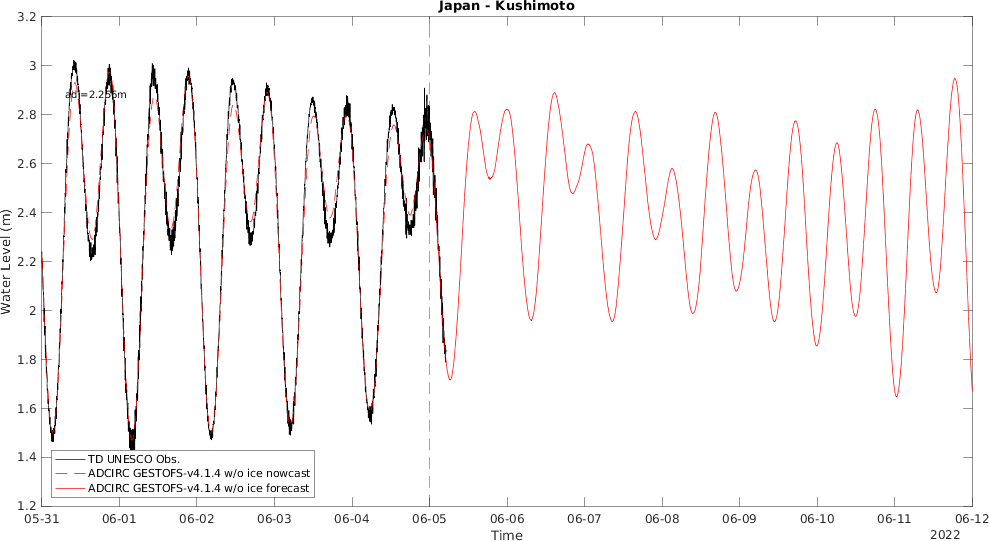 Japan - Kushimoto
3.2
3
2.8
2.6
2.4
2.2
2
1.8
1.6
1.4
1.2
Water Level (m)
TD UNESCO Obs.
ADCIRC GESTOFS-v4.1.4 w/o ice nowcast
ADCIRC GESTOFS-v4.1.4 w/o ice forecast
05-31 06-01 06-02 06-03 06-04 06-05 06-06 06-07 06-08 06-09 06-10 06-11 06-12
Time
2022